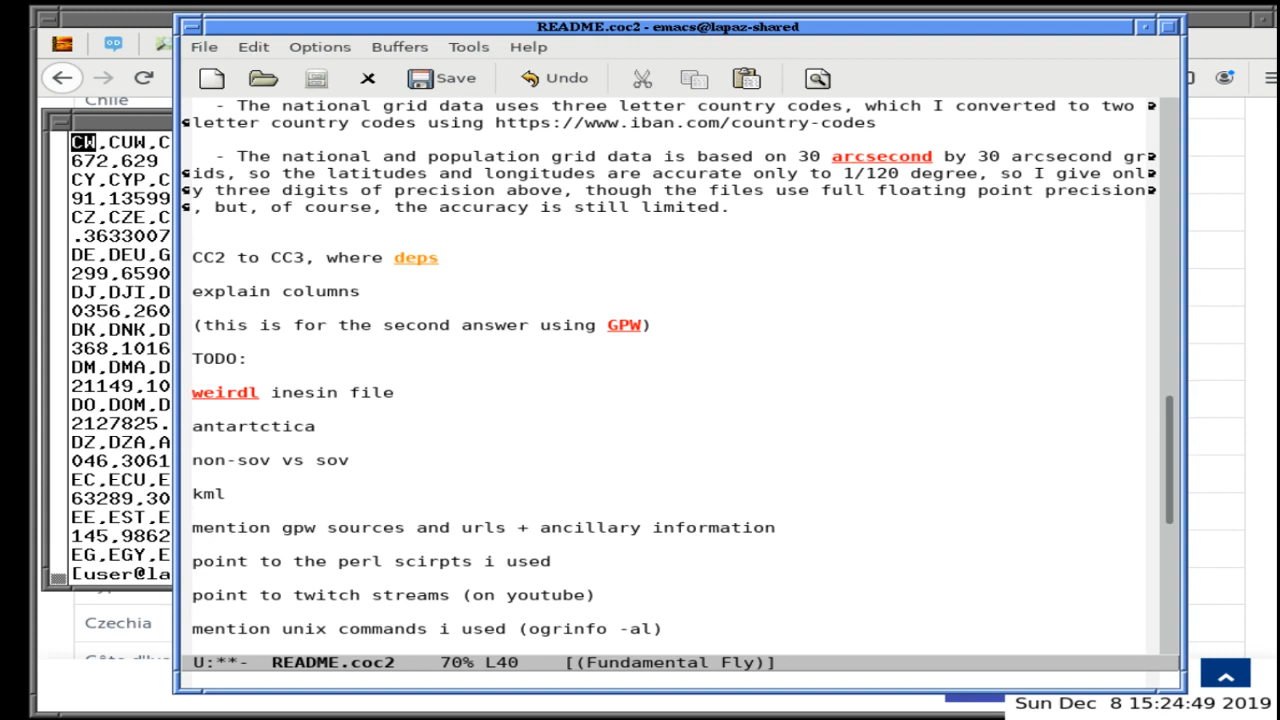 README.coc2 - emacs@lapaz-shared
File Edit Options Buffers Tools Help
Save Undo
Chile
- The national grid data uses three letter country codes, which I converted to two
letter country codes using https://www.iban.com/country-codes
- The national and population grid data is based on 30 arcsecond by 30 arcsecond gr
ids, so the latitudes and longitudes are accurate only to 1/120 degree, so I give onl
y three digits of precision above, though the files use full floating point precision
, but, of course, the accuracy is still limited.
CC2 to CC3, where deps
explain columns
(this is for the second answer using GPW)
TODO:
weirdl inesin file
antartctica
non-sov vs sov
kml
mention gpw sources and urls + ancillary information
point to the perl scirpts i used
point to twitch streams (on youtube)
mention unix commands i used (ogrinfo -al)
U:**- README.coc2 70% L40 [(Fundamental Fly)]
CW,CUW,C
672,629
CY,CYP,C
91,13599
CZ,CZE,C
.3633007
DE,DEU,G
299,6590
DJ,DJI,D
0356,260
DK,DNK,D
368,1016
DM,DMA,D
21149,10
DO,DOM,D
2127825.
DZ,DZA,A
046,3061
EC,ECU,E
63289,30
EE,EST,E
145,9862
EG,EGY,E
[user@la
Czechia
Sun Dec 8 15:24:49 2019